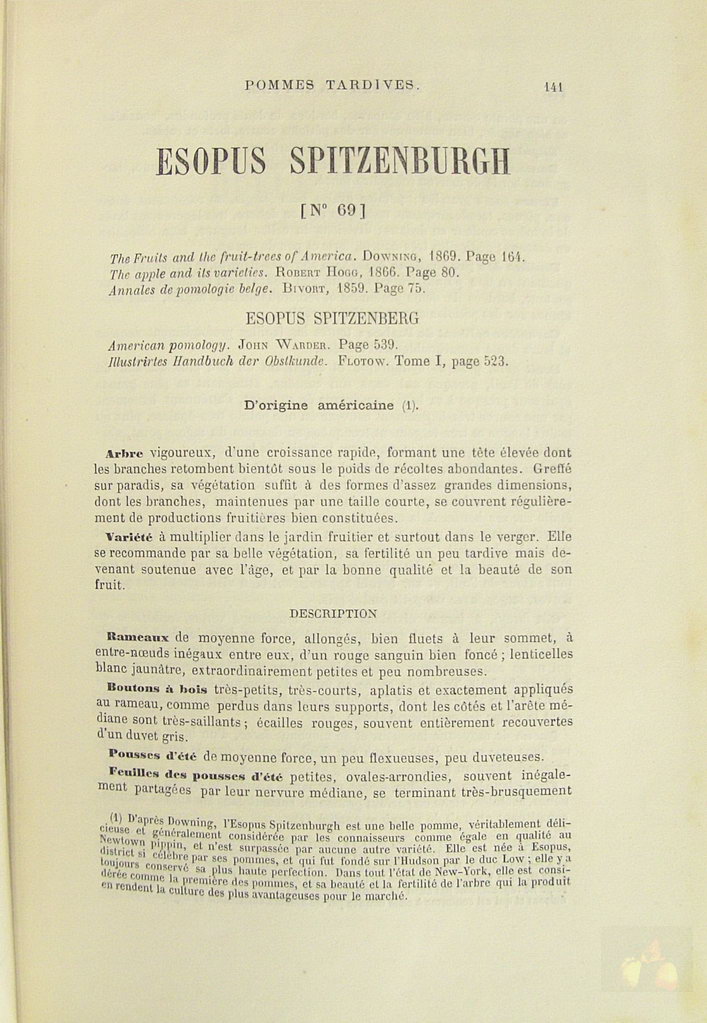 POMMES TARDIVES. 141
ESOPUS SPITZENBURGH
[N° 69]
The Fruits and the fruit-trees of America. Downing, 1869. Page 164.
The apple and its varieties. Robert Hogg, 1866. Page 80.
Annales de pomologie belge. Bivort, 1859. Page 75.
ESOPUS SPITZENBERG
American pomology. John Warder. Page 539.
Illustrirtes Handbuch der Obstkunde. Flotow. Tome I, page 523.
D'origine américaine (1).
Arbre vigoureux, d'une croissance rapide, formant une tête élevée dont
les branches retombent bientôt sous le poids de récoltes abondantes. Greffé
sur paradis, sa végétation suffit à des formes d'assez grandes dimensions,
dont les branches, maintenues par une taille courte, se couvrent régulière-
ment de productions fruitières bien constituées.
Variété à multiplier dans le jardin fruitier et surtout dans le verger. Elle
se recommande par sa belle végétation, sa fertilité un peu tardive mais de-
venant soutenue avec l'âge, et par la bonne qualité et la beauté de son
fruit.
DESCRIPTION
Rameaux de moyenne force, allongés, bien fluets à leur sommet, à
entre-nœuds inégaux entre eux, d'un rouge sanguin bien foncé ; lenticelles
blanc jaunâtre, extraordinairement petites et peu nombreuses.
Boutons à bois très-petits, très-courts, aplatis et exactement appliqués
au rameau, comme perdus dans leurs supports, dont les côtés et l'arête mé-
diane sont très-saillants ; écailles rouges, souvent entièrement recouvertes
d'un duvet gris.
Pousses d'été de moyenne force, un peu flexueuses, peu duveteuses.
Feuilles des pousses d'été petites, ovales-arrondies, souvent inégale-
ment partagées par leur nervure médiane, se terminant très-brusquement
(1) D'après Downing, l'Esopus Spitzenburgh est une belle pomme, véritablement déli-
cieuse et généralement considérée par les connaisseurs comme égale en qualité au
Newtown pippin, et n'est surpassée par aucune autre variété. Elle est née à Esopus,
district si célèbre par ses pommes, et qui fut fondé sur l'Hudson par le duc Low ; elle y a
toujours conservé sa plus haute perfection. Dans tout l'état de New-York, elle est consi-
dérée comme la première des pommes, et sa beauté et la fertilité de l'arbre qui la produit
en rendent la culture des plus avantageuses pour le marché.